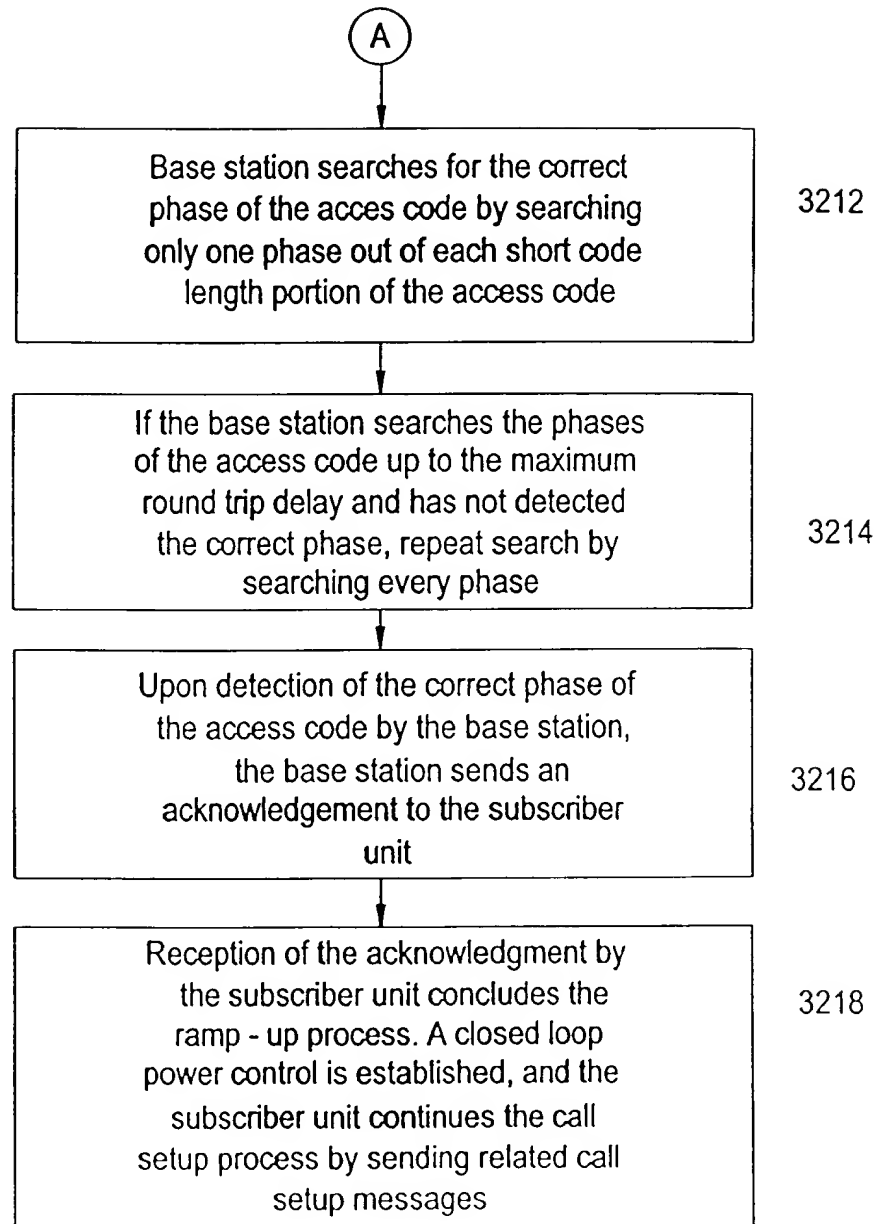 A
Base station searches for the correct
phase of the acces code by searching
only one phase out of each short code
length portion of the access code
3212
If the base station searches the phases
of the access code up to the maximum
round trip delay and has not detected
the correct phase, repeat search by
searching every phase
3214
Upon detection of the correct phase of
the access code by the base station,
the base station sends an
acknowledgement to the subscriber
unit
3216
Reception of the acknowledgment by
the subscriber unit concludes the
ramp - up process. A closed loop
power control is established, and the
subscriber unit continues the call
setup process by sending related call
setup messages
3218